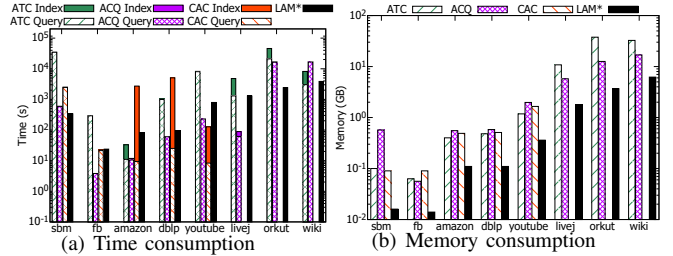 ATC Index ACQ Index CAC Index LAM*
ATC Query ACQ Query CAC Query
Time (s)
10^5
10^4
10^3
10^2
10^1
10^0
10^-1
sbm fb amazon dblp youtube livej orkut wiki
(a) Time consumption
ATC ACQ CAC LAM*
Memory (GB)
10^2
10^1
10^0
10^-1
10^-2
sbm fb amazon dblp youtube livej orkut wiki
(b) Memory consumption